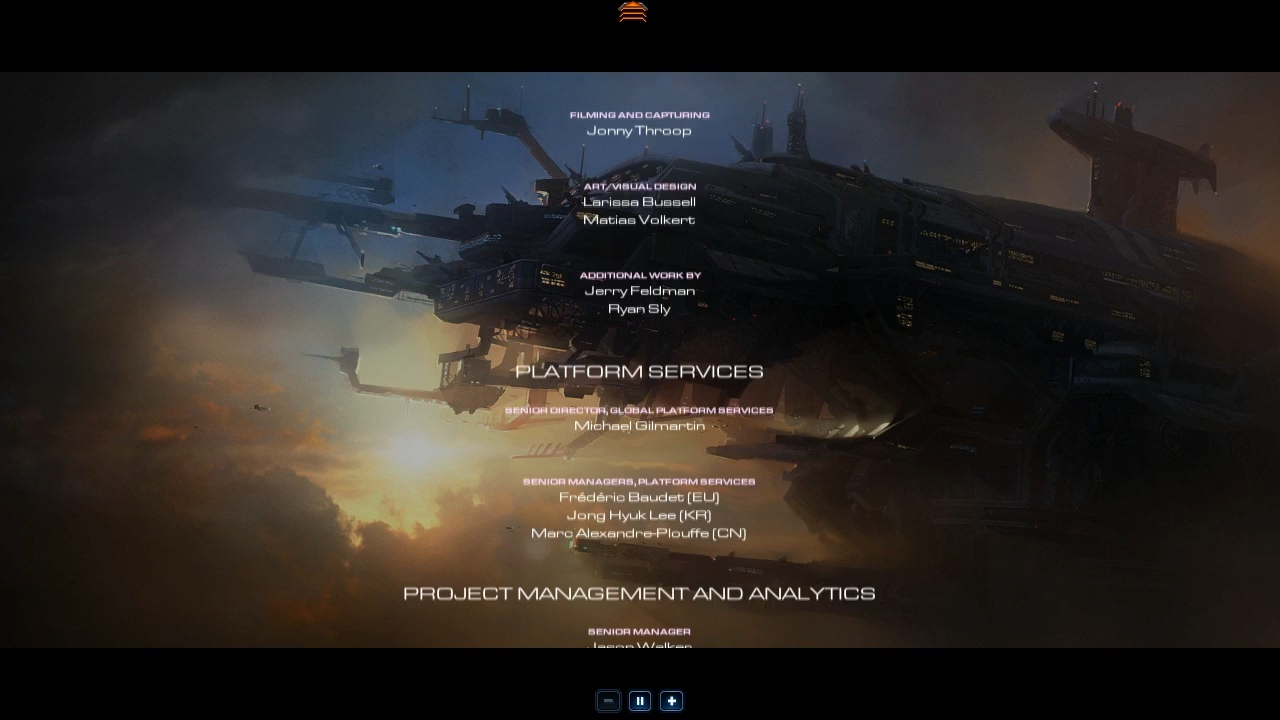 FILMING AND CAPTURING
Jonny Throop
ART/VISUAL DESIGN
Larissa Bussell
Matias Volkert
ADDITIONAL WORK BY
Jerry Feldman
Ryan Sly
PLATFORM SERVICES
SENIOR DIRECTOR, GLOBAL PLATFORM SERVICES
Michael Gilmartin
SENIOR MANAGERS, PLATFORM SERVICES
Frédéric Baudet (EU)
Jong Hyuk Lee (KR)
Marc Alexandre-Plouffe (CN)
PROJECT MANAGEMENT AND ANALYTICS
SENIOR MANAGER
Jason Walker